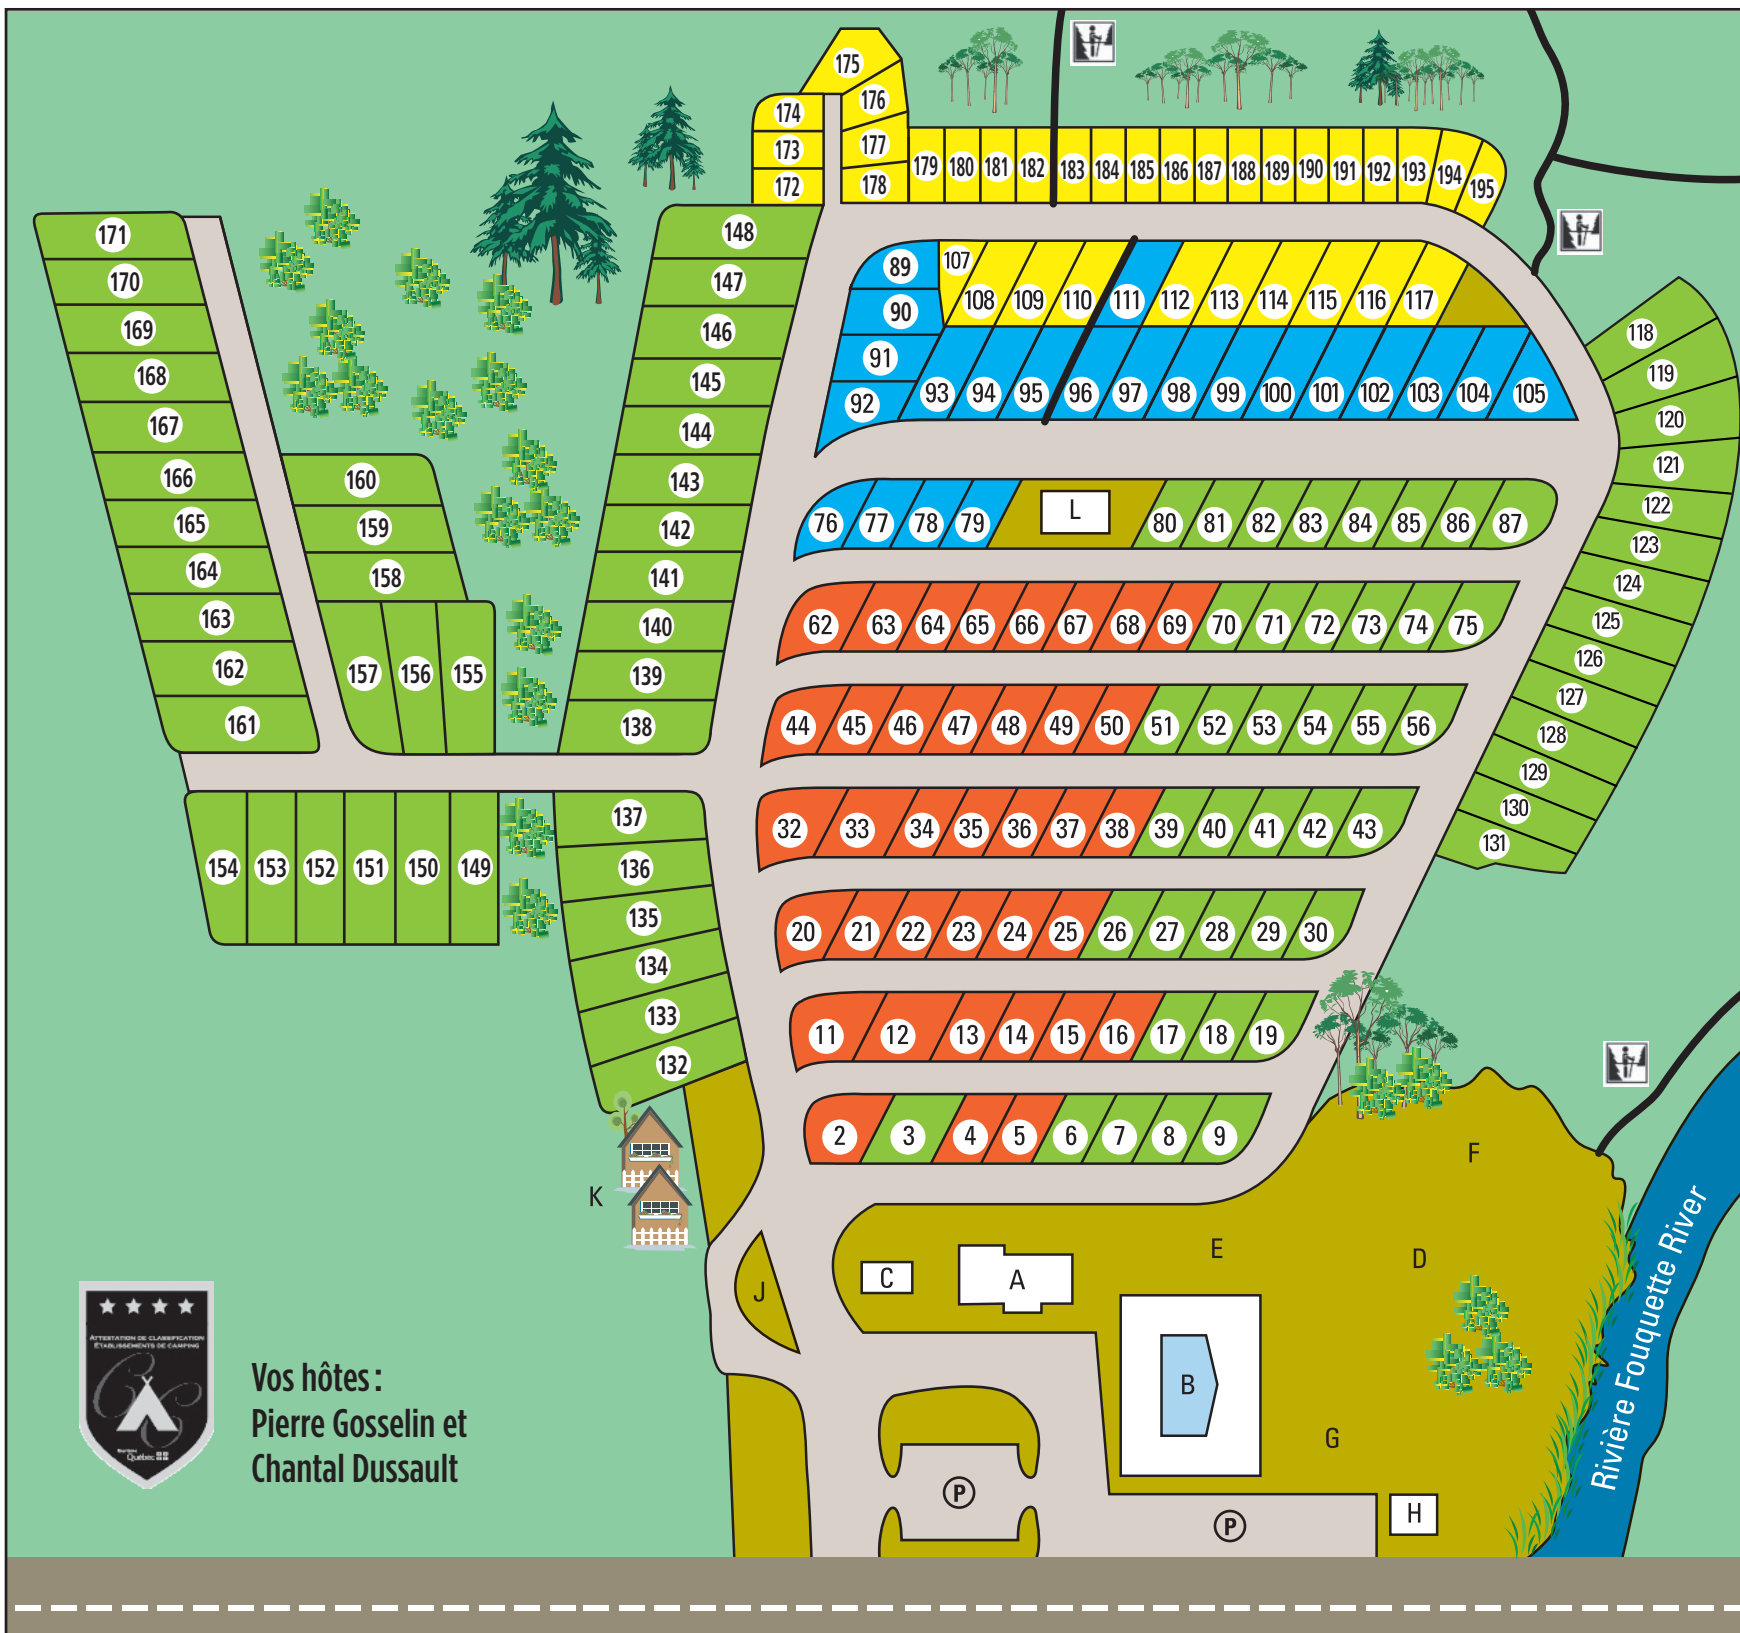 175
174
176
173
177
172
178
179 180 181 182 183 184 185 186 187 188 189 190 191 192 193 194 195
171
170
169
168
167
166
165
164
163
162
161
160
159
158
157 156 155
148
147
146
145
144
143
142
141
140
139
138
89
90
91
92
107
108 109 110 111 112 113 114 115 116 117
93 94 95 96 97 98 99 100 101 102 103 104 105
118
119
120
121
122
123
124
125
126
127
128
129
130
131
76 77 78 79 L 80 81 82 83 84 85 86 87
62 63 64 65 66 67 68 69 70 71 72 73 74 75
44 45 46 47 48 49 50 51 52 53 54 55 56
32 33 34 35 36 37 38 39 40 41 42 43
20 21 22 23 24 25 26 27 28 29 30
11 12 13 14 15 16 17 18 19
2 3 4 5 6 7 8 9
154 153 152 151 150 149
137
136
135
134
133
132
K
F
E
D
C
A
J
B
G
H
P
P
Rivière Fouquette River
ATTESTATION DE CLASSIFICATION
ÉTABLISSEMENTS DE CAMPING
Québec
Vos hôtes :
Pierre Gosselin et
Chantal Dussault